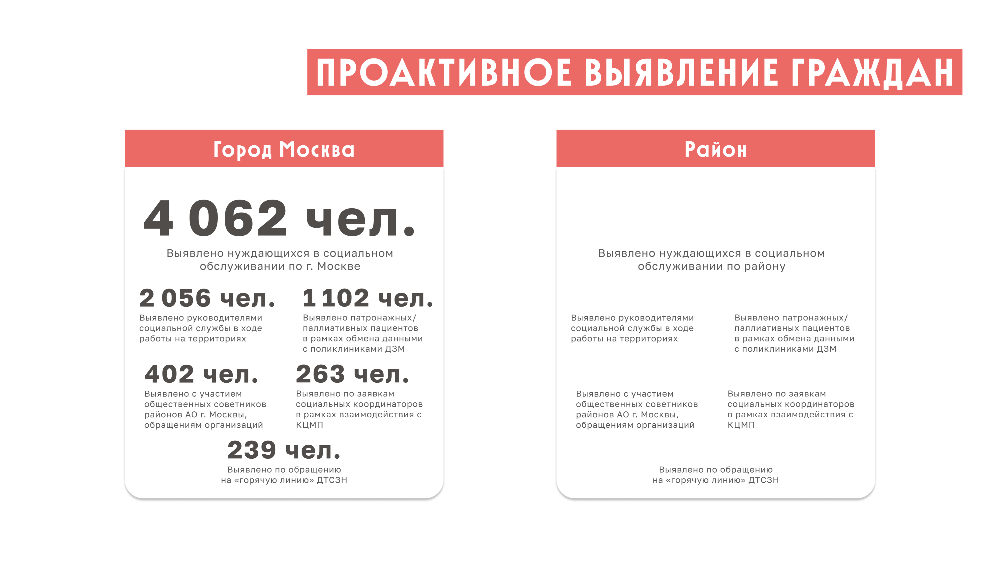 ПРОАКТИВНОЕ ВЫЯВЛЕНИЕ ГРАЖДАН
Город Москва
4 062 чел.
Выявлено нуждающихся в социальном
обслуживании по г. Москве
2 056 чел.
Выявлено руководителями
социальной службы в ходе
работы на территориях
1 102 чел.
Выявлено патронажных/
паллиативных пациентов
в рамках обмена данными
с поликлиниками ДЗМ
402 чел.
Выявлено с участием
общественных советников
районов АО г. Москвы,
обращениям организаций
263 чел.
Выявлено по заявкам
социальных координаторов
в рамках взаимодействия с
КЦМП
239 чел.
Выявлено по обращению
на «горячую линию» ДТСЗН
Район
Выявлено нуждающихся в социальном
обслуживании по району
Выявлено руководителями
социальной службы в ходе
работы на территориях
Выявлено патронажных/
паллиативных пациентов
в рамках обмена данными
с поликлиниками ДЗМ
Выявлено с участием
общественных советников
районов АО г. Москвы,
обращениям организаций
Выявлено по заявкам
социальных координаторов
в рамках взаимодействия с
КЦМП
Выявлено по обращению
на «горячую линию» ДТСЗН